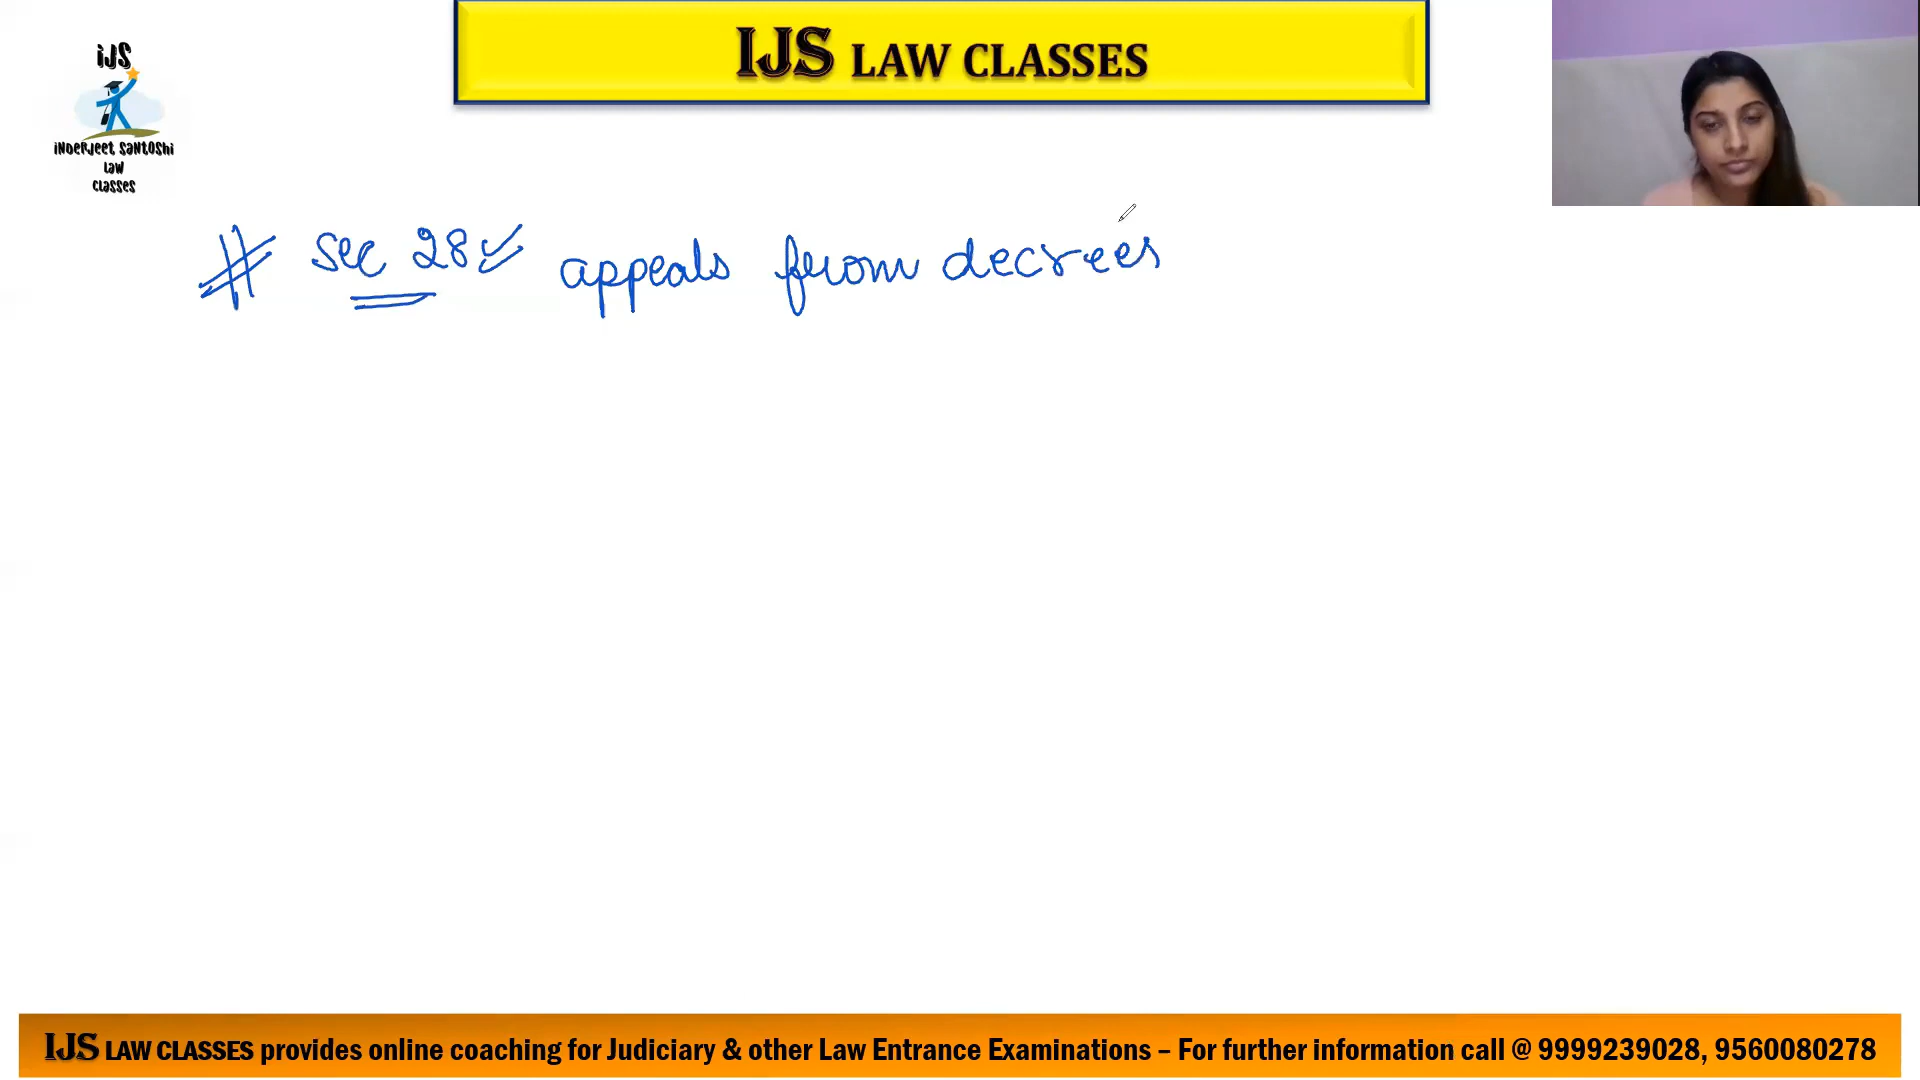 IJS LAW CLASSES
iJS
iNDERJEET SANTOSHI
LAW
CLASSES
# Sec 28 appeals from decrees
IJS LAW CLASSES provides online coaching for Judiciary & other Law Entrance Examinations – For further information call @ 9999239028, 9560080278